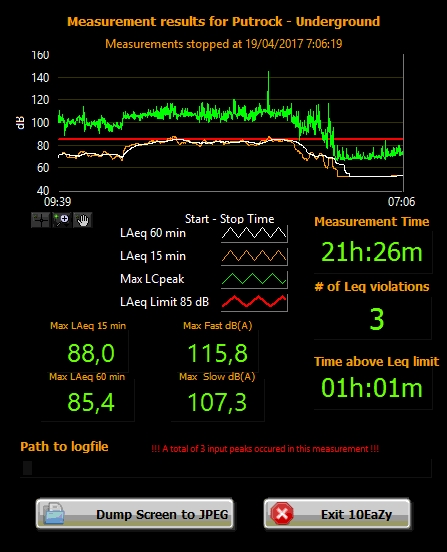 Measurement results for Putrock - Underground
Measurements stopped at 19/04/2017 7:06:19
160
140
120
100
80
60
40
dB
09:39
07:06
Start - Stop Time
LAeq 60 min
LAeq 15 min
Max LCpeak
LAeq Limit 85 dB
Measurement Time
21h:26m
# of Leq violations
3
Time above Leq limit
01h:01m
Max LAeq 15 min
88,0
Max Fast dB(A)
115,8
Max LAeq 60 min
85,4
Max Slow dB(A)
107,3
Path to logfile
!!! A total of 3 input peaks occured in this measurement !!!
Dump Screen to JPEG
Exit 10EaZy